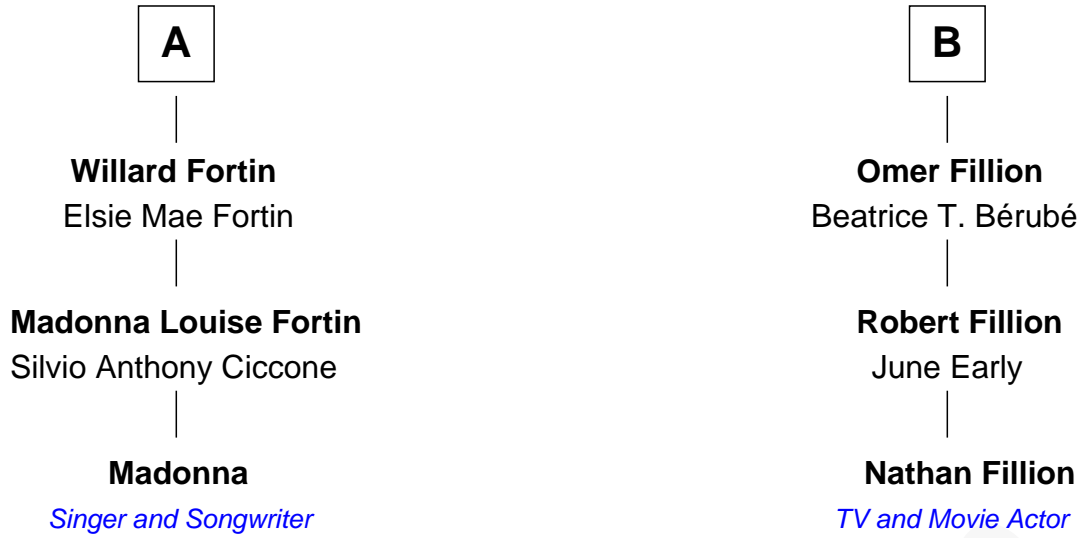 A
B
Willard Fortin
Omer Fillion
Elsie Mae Fortin
Beatrice T. Bérubé
Madonna Louise Fortin
Robert Fillion
Silvio Anthony Ciccone
June Early
Madonna
Nathan Fillion
Singer and Songwriter
TV and Movie Actor